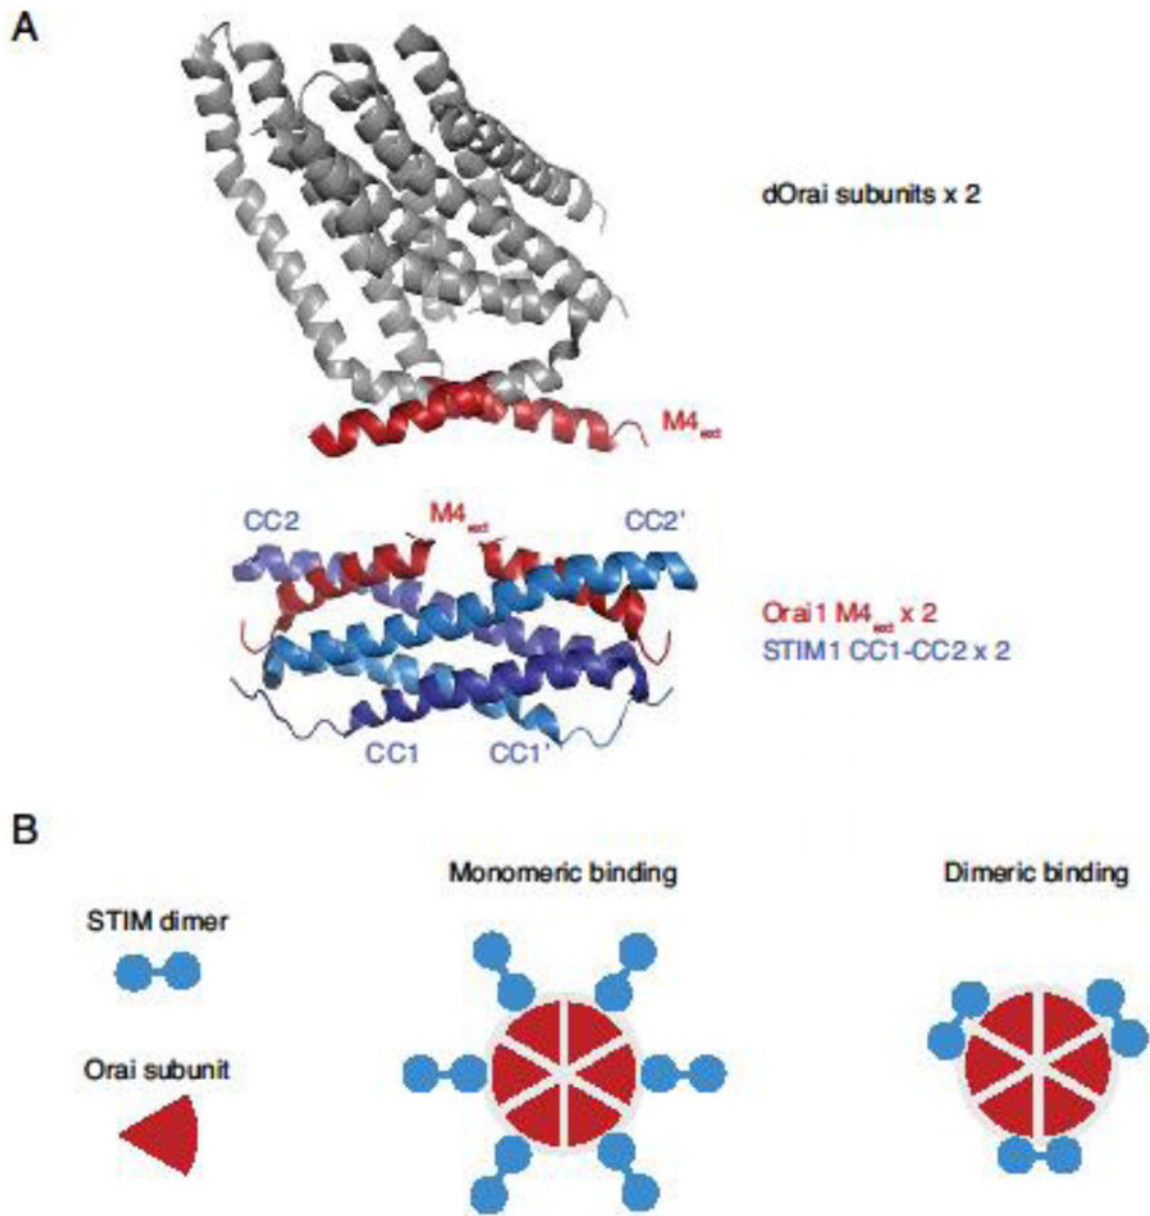 A
dOrai subunits x 2
M4ext
CC2
M4ext
CC2'
Orai1 M4ext x 2
STIM1 CC1-CC2 x 2
CC1
CC1'
B
Monomeric binding
Dimeric binding
STIM dimer
Orai subunit